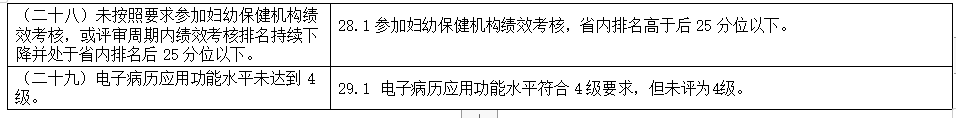 （二十八）未按照要求参加妇幼保健机构绩
效考核，或评审周期内绩效考核排名持续下
降并处于省内排名后 25 分位以下。
28.1 参加妇幼保健机构绩效考核，省内排名高于后 25 分位以下。
（二十九）电子病历应用功能水平未达到 4
级。
29.1 电子病历应用功能水平符合 4 级要求，但未评为 4 级。